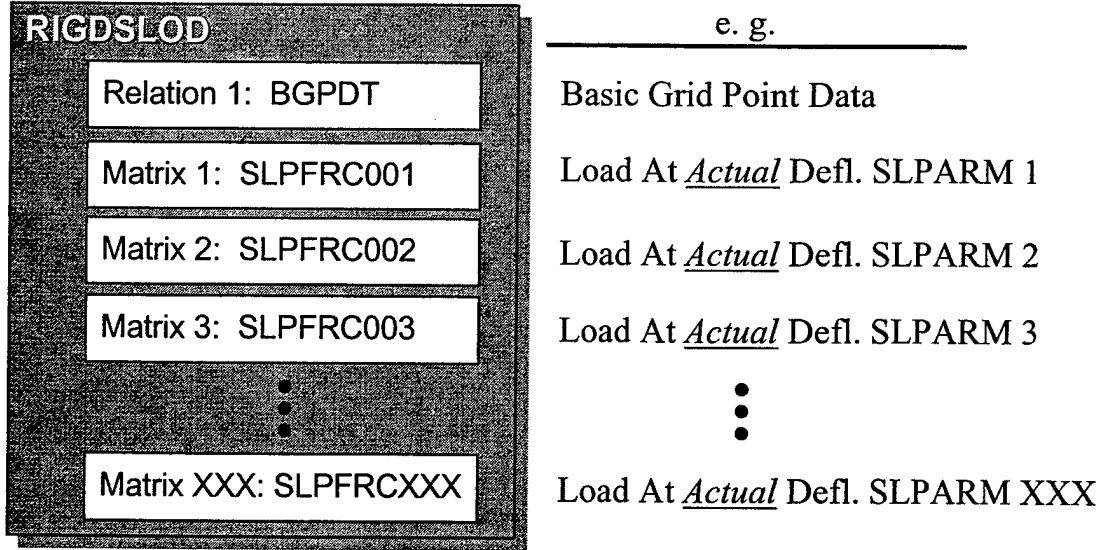 RIGDSLOD
e. g.
Relation 1: BGPDT
Basic Grid Point Data
Matrix 1: SLPFRC001
Load At Actual Defl. SLPARM 1
Matrix 2: SLPFRC002
Load At Actual Defl. SLPARM 2
Matrix 3: SLPFRC003
Load At Actual Defl. SLPARM 3
Matrix XXX: SLPFRCXXX
Load At Actual Defl. SLPARM XXX